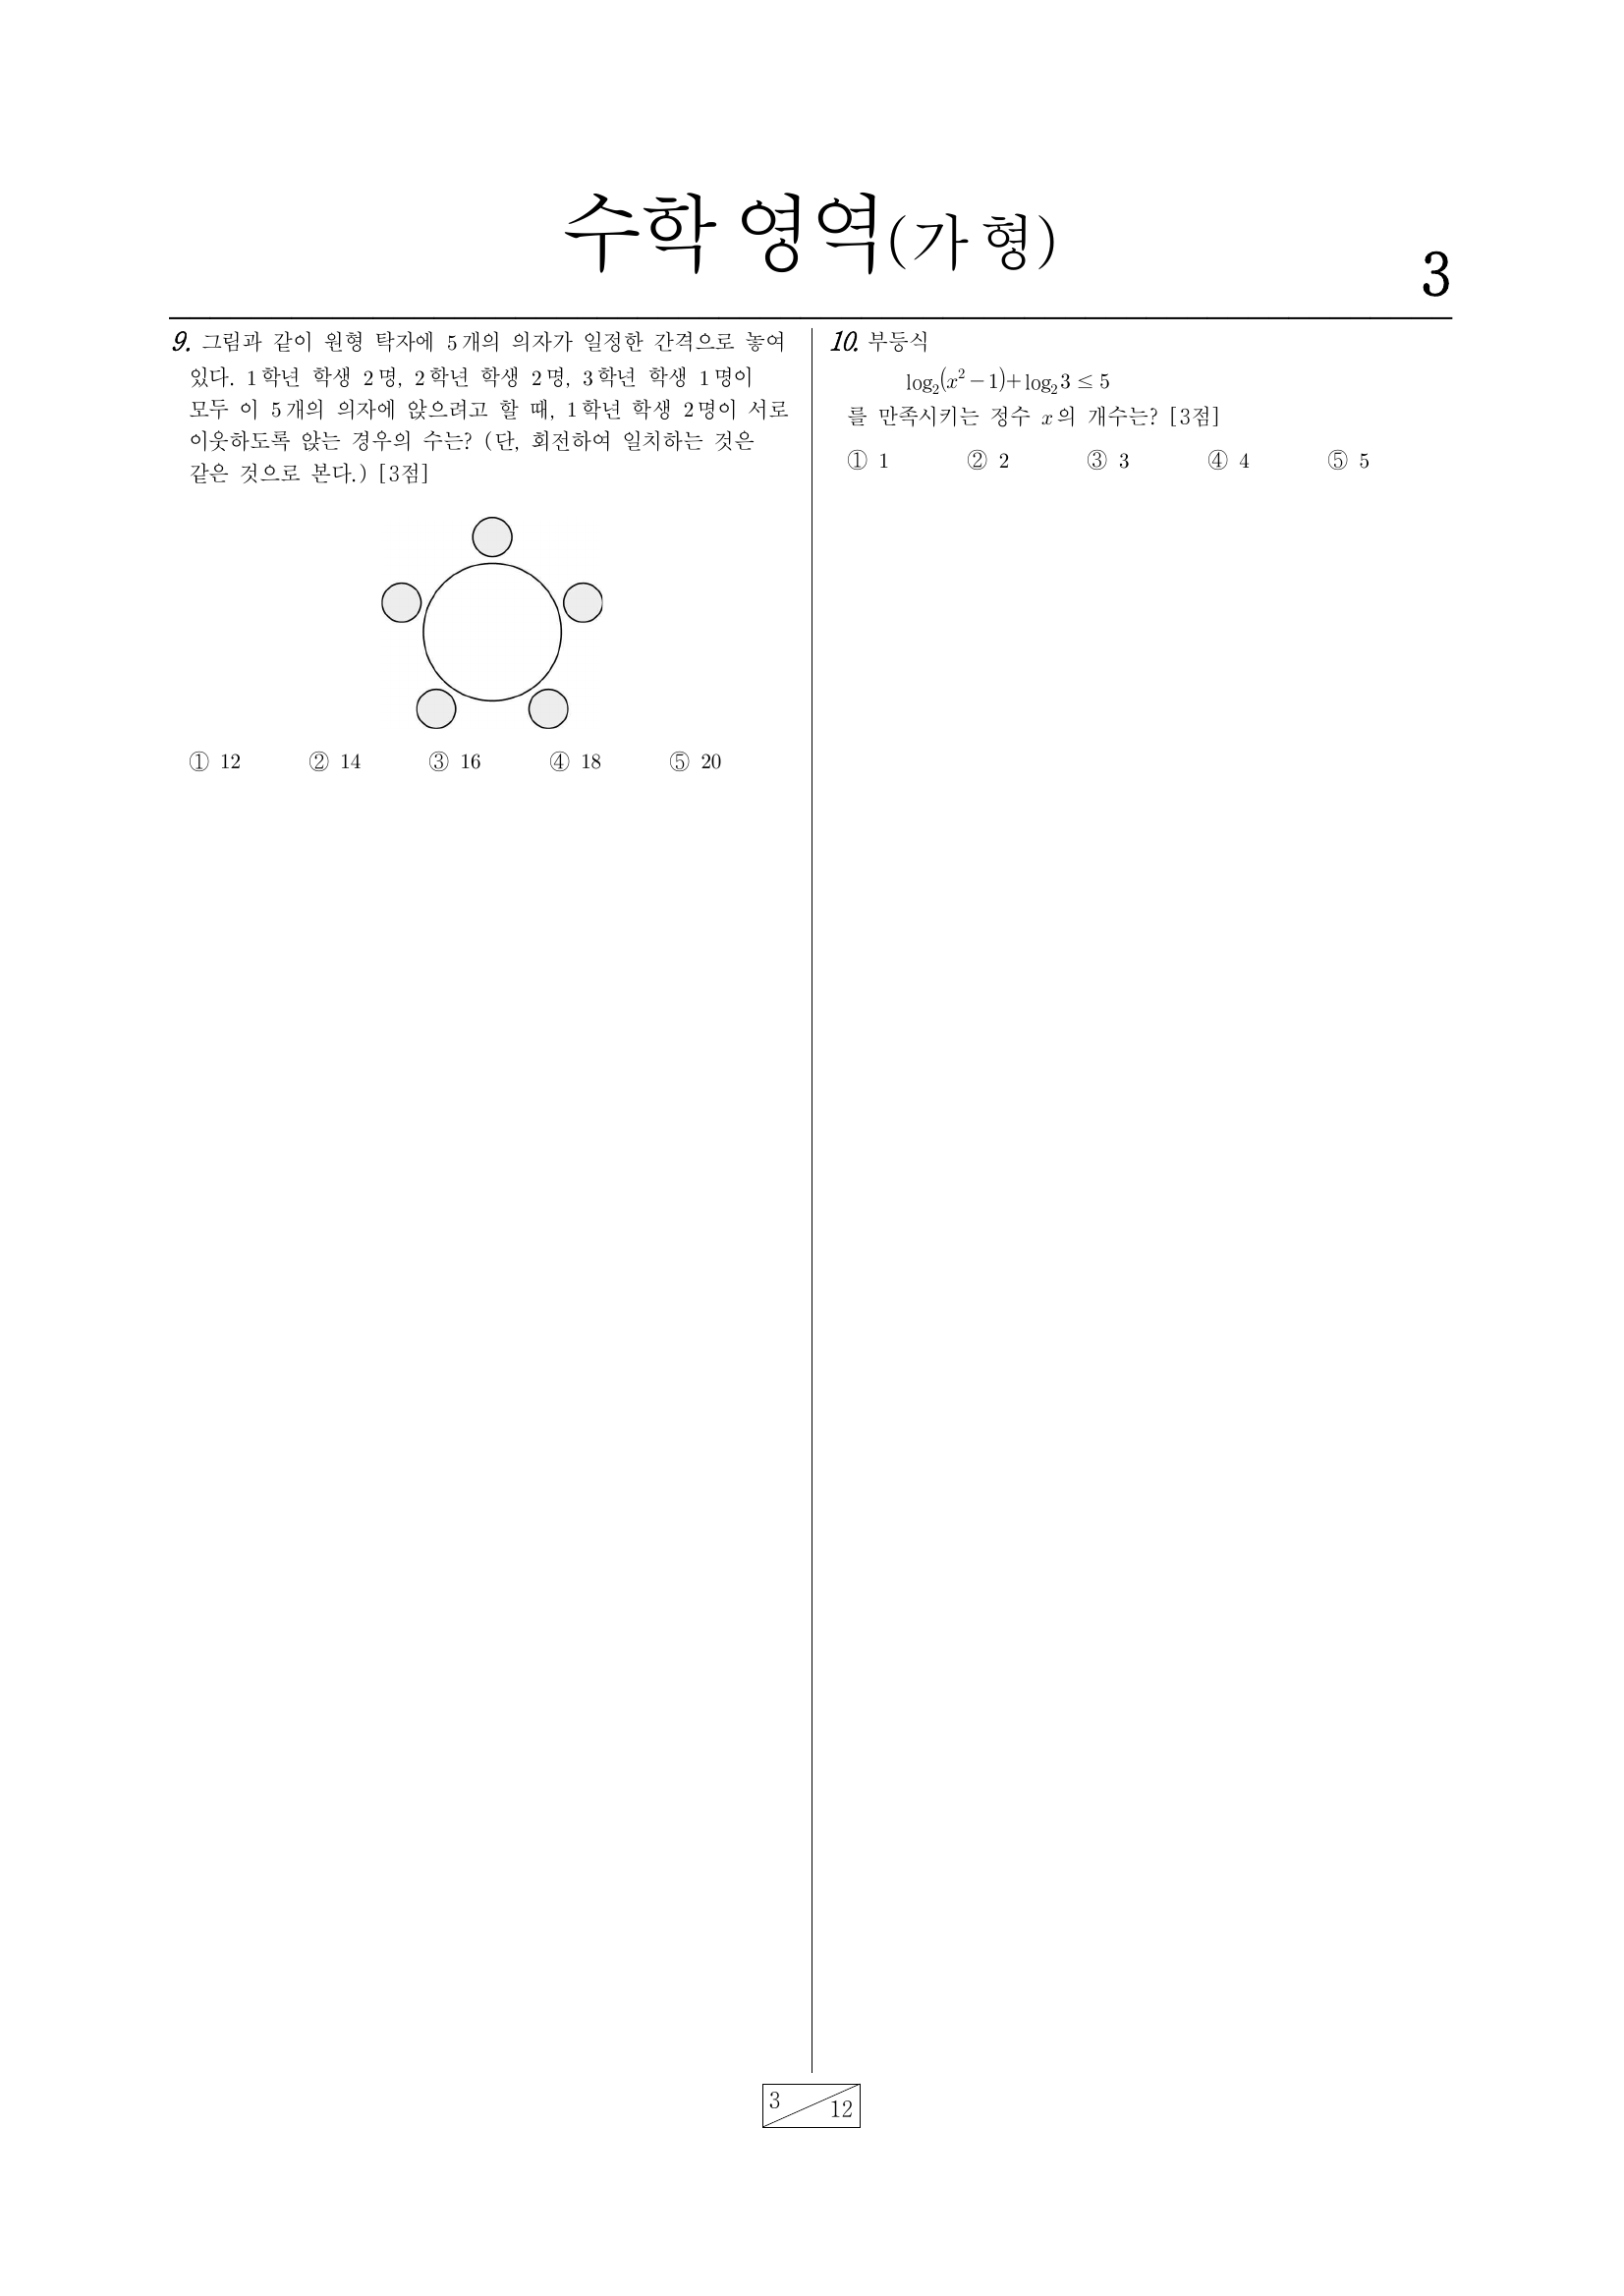 수학 영역(가 형)
3
9. 그림과 같이 원형 탁자에 5개의 의자가 일정한 간격으로 놓여
있다. 1학년 학생 2명, 2학년 학생 2명, 3학년 학생 1명이
모두 이 5개의 의자에 앉으려고 할 때, 1학년 학생 2명이 서로
이웃하도록 앉는 경우의 수는? (단, 회전하여 일치하는 것은
같은 것으로 본다.) [3점]
① 12 ② 14 ③ 16 ④ 18 ⑤ 20
10. 부등식
log₂(x² − 1) + log₂3 ≤ 5
를 만족시키는 정수 x의 개수는? [3점]
① 1 ② 2 ③ 3 ④ 4 ⑤ 5
3 12